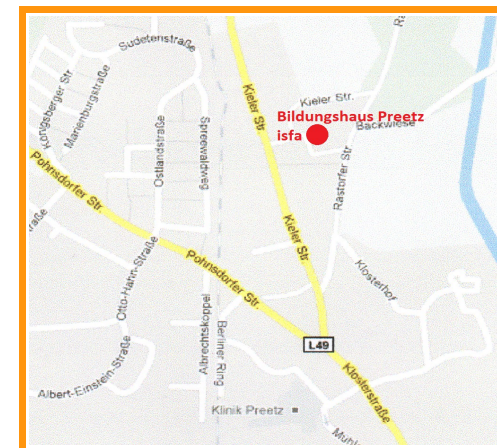 Sudetenstraße
Königsberger Str
Marienburgstraße
Kieler Str
Kieler Str.
Bildungshaus Preetz
isfa
Backwiese
Ostlandstraße
Spreewaldweg
Rastorfer Str
Pohnsdorfer Str.
raße
Kieler Str
Klosterhof
Pohnsdorfer Str.
Otto-Hahn-Straße
Albrechtskoppel
Berliner Ring
L49
Klosterstraße
Albert-Einstein-Straße
Klinik Preetz